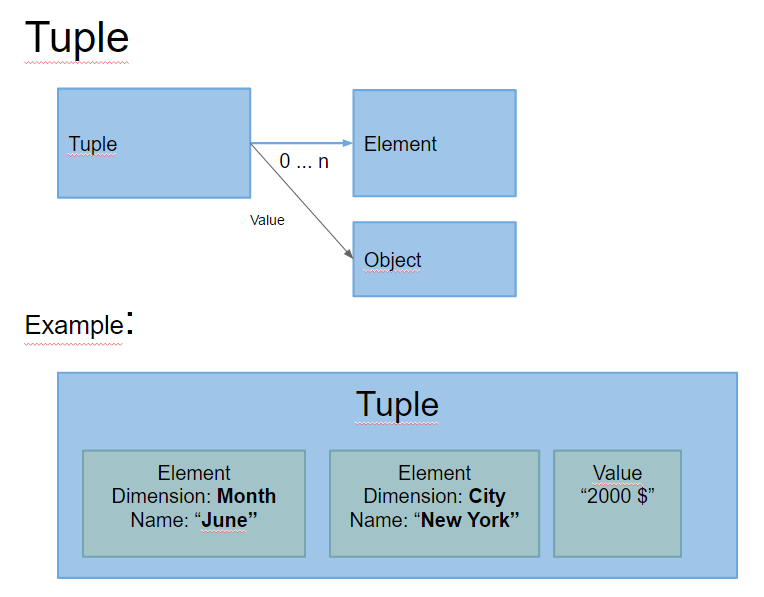 Tuple
Tuple
Element
0 ... n
Value
Object
Example:
Tuple
Element
Dimension: Month
Name: “June”
Element
Dimension: City
Name: “New York”
Value
“2000 $”